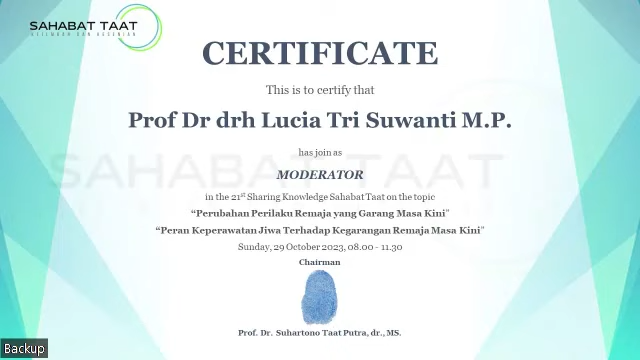 SAHABAT TAAT
CERTIFICATE
This is to certify that
Prof Dr drh Lucia Tri Suwanti M.P.
has join as
MODERATOR
in the 21st Sharing Knowledge Sahabat Taat on the topic
“Perubahan Perilaku Remaja yang Garang Masa Kini”
“Peran Keperawatan Jiwa Terhadap Kegarangan Remaja Masa Kini”
Sunday, 29 October 2023, 08.00 - 11.30
SAHABAT TAAT
Chairman
Prof. Dr. Suhartono Taat Putra, dr., MS.
Backup